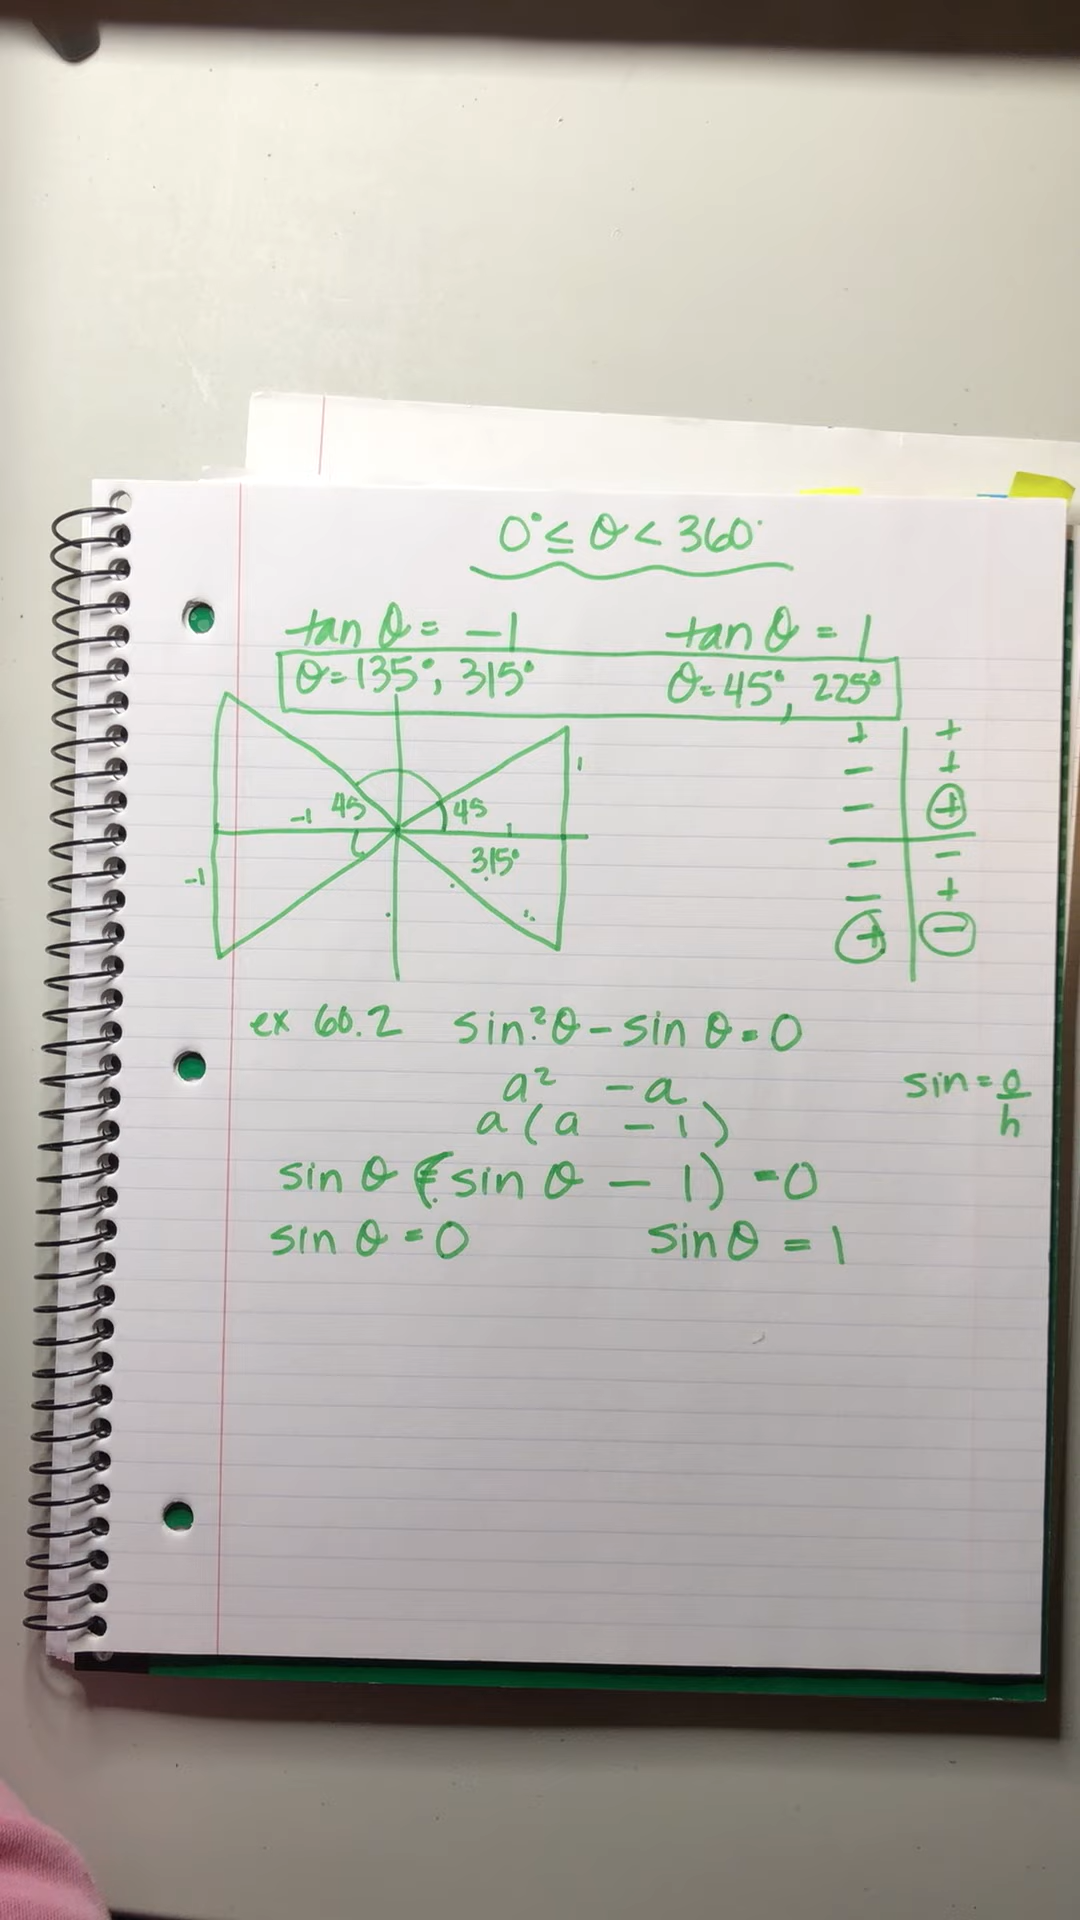 0° ≤ θ < 360°
tan θ = -1 tan θ = 1
θ = 135°, 315° θ = 45°, 225°
+ +
- +
45 45 -1 1 1 - +
-1 315° - -
- +
+ -
ex 60.2 sin²θ - sin θ = 0
a² - a sin = o/h
a (a - 1)
sin θ (sin θ - 1) = 0
sin θ = 0 sin θ = 1